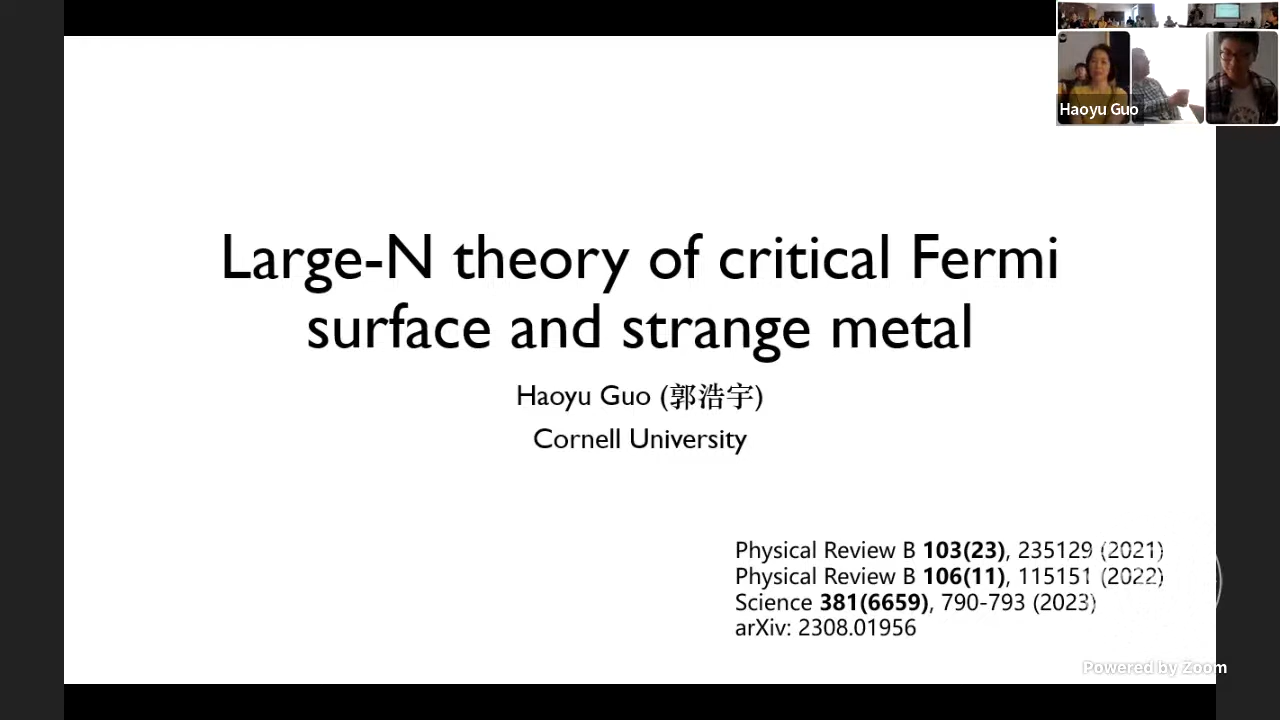 Haoyu Guo
Large-N theory of critical Fermi
surface and strange metal
Haoyu Guo (郭浩宇)
Cornell University
Physical Review B 103(23), 235129 (2021)
Physical Review B 106(11), 115151 (2022)
Science 381(6659), 790-793 (2023)
arXiv: 2308.01956
Powered by Zoom